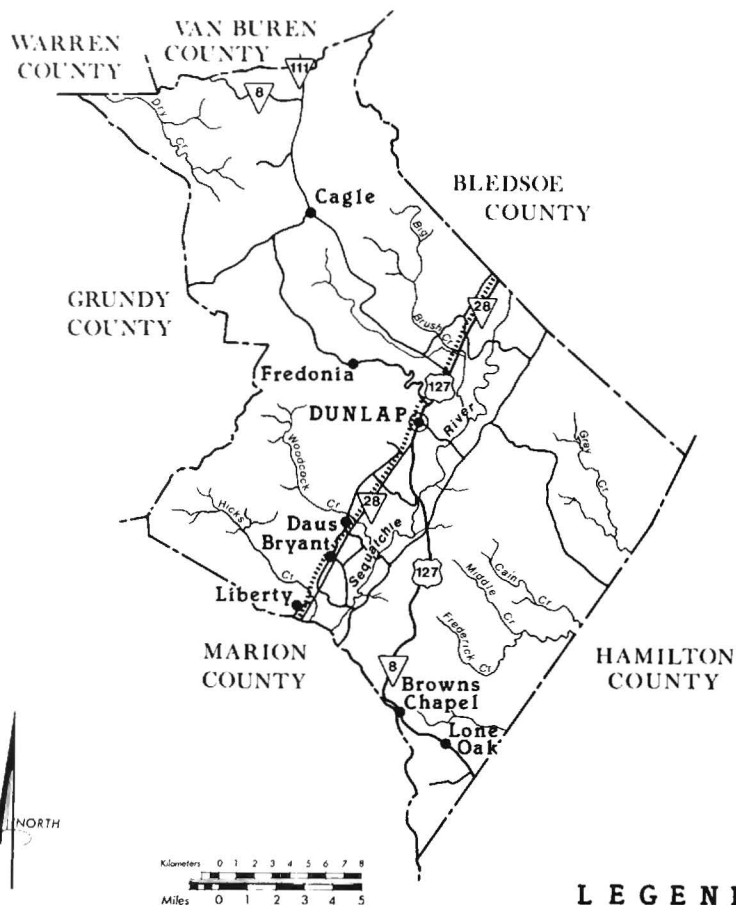 WARREN
COUNTY
VAN BUREN
COUNTY
111
8
Dry
Cr.
Cagle
BLEDSOE
COUNTY
Big
Brush Cr.
28
GRUNDY
COUNTY
Fredonia
127
DUNLAP
River
Woodcock
Cr.
Gray
Cr.
Hicks
Cr.
28
Daus
Bryant
Sequatchie
127
Cain
Cr
Middle
Cr
Frederick
Cr.
Liberty
MARION
COUNTY
HAMILTON
COUNTY
8
Browns
Chapel
Lone
Oak
NORTH
Kilometers 0 1 2 3 4 5 6 7 8
Miles 0 1 2 3 4 5
LEGEN